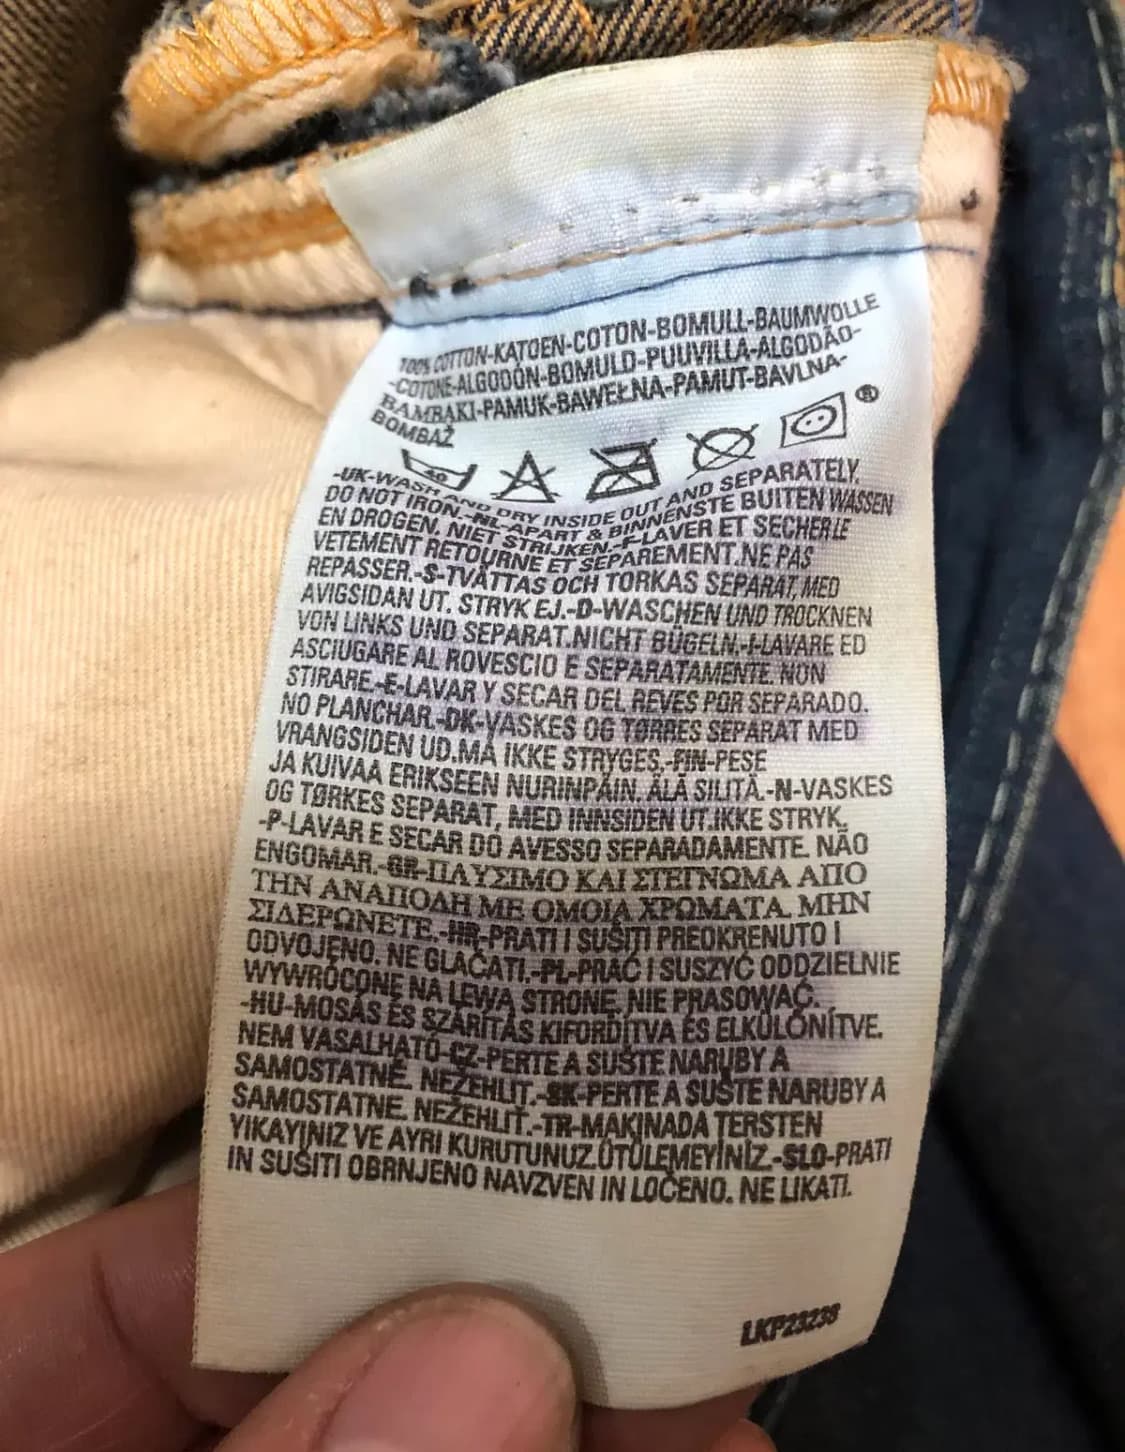 100% COTTON-KATOEN-COTON-BOMULL-BAUMWOLLE
-COTONE-ALGODÓN-BOMULD-PUUVILLA-ALGODÃO-
BAMBAKI-PAMUK-BAWEŁNA-PAMUT-BAVLNA-
BOMBAŽ
40 ®
-UK-WASH AND DRY INSIDE OUT AND SEPARATELY.
DO NOT IRON.-NL-APART & BINNENSTE BUITEN WASSEN
EN DROGEN, NIET STRIJKEN.-F-LAVER ET SECHER LE
VETEMENT RETOURNE ET SEPAREMENT.NE PAS
REPASSER.-S-TVÄTTAS OCH TORKAS SEPARAT, MED
AVIGSIDAN UT. STRYK EJ.-D-WASCHEN UND TROCKNEN
VON LINKS UND SEPARAT.NICHT BÜGELN.-I-LAVARE ED
ASCIUGARE AL ROVESCIO E SEPARATAMENTE. NON
STIRARE.-E-LAVAR Y SECAR DEL REVES POR SEPARADO.
NO PLANCHAR.-DK-VASKES OG TØRRES SEPARAT MED
VRANGSIDEN UD.MÅ IKKE STRYGES.-FIN-PESE
JA KUIVAA ERIKSEEN NURINPÄIN. ÄLÄ SILITÄ.-N-VASKES
OG TØRKES SEPARAT, MED INNSIDEN UT.IKKE STRYK.
-P-LAVAR E SECAR DO AVESSO SEPARADAMENTE. NÃO
ENGOMAR.-GR-ΠΛΥΣΙΜΟ ΚΑΙ ΣΤΕΓΝΩΜΑ ΑΠΟ
ΤΗΝ ΑΝΑΠΟΔΗ ΜΕ ΟΜΟΙΑ ΧΡΩΜΑΤΑ. ΜΗΝ
ΣΙΔΕΡΩΝΕΤΕ.-HR-PRATI I SUŠITI PREOKRENUTO I
ODVOJENO. NE GLAČATI.-PL-PRAĆ I SUSZYĆ ODDZIELNIE
WYWRÓCONE NA LEWĄ STRONĘ, NIE PRASOWAĆ.
-HU-MOSÁS ÉS SZÁRÍTÁS KIFORDÍTVA ÉS ELKÜLÖNÍTVE.
NEM VASALHATÓ-CZ-PERTE A SUŠTE NARUBY A
SAMOSTATNĚ. NEŽEHLIT.-SK-PERTE A SUŠTE NARUBY A
SAMOSTATNE. NEŽEHLIŤ.-TR-MAKİNADA TERSTEN
YIKAYINIZ VE AYRI KURUTUNUZ.ÜTÜLEMEYİNİZ.-SLO-PRATI
IN SUŠITI OBRNJENO NAVZVEN IN LOČENO. NE LIKATI.
LKP23238